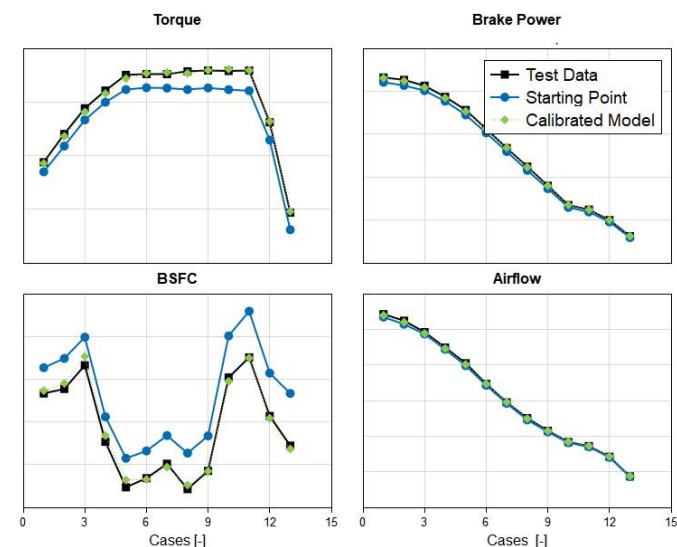 Torque
Brake Power
Test Data
Starting Point
Calibrated Model
BSFC
Airflow
0 3 6 9 12 15
0 3 6 9 12 15
Cases [-]
Cases [-]